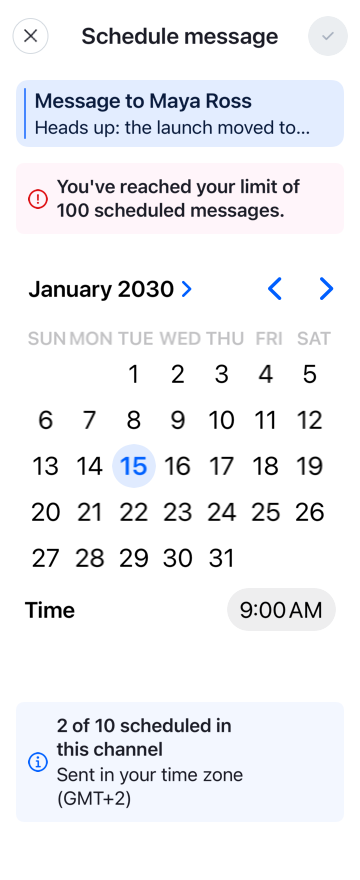 Schedule message
Message to Maya Ross
Heads up: the launch moved to...
You've reached your limit of
100 scheduled messages.
January 2030
SUN MON TUE WED THU FRI SAT
1 2 3 4 5
6 7 8 9 10 11 12
13 14 15 16 17 18 19
20 21 22 23 24 25 26
27 28 29 30 31
Time 9:00 AM
2 of 10 scheduled in
this channel
Sent in your time zone
(GMT+2)